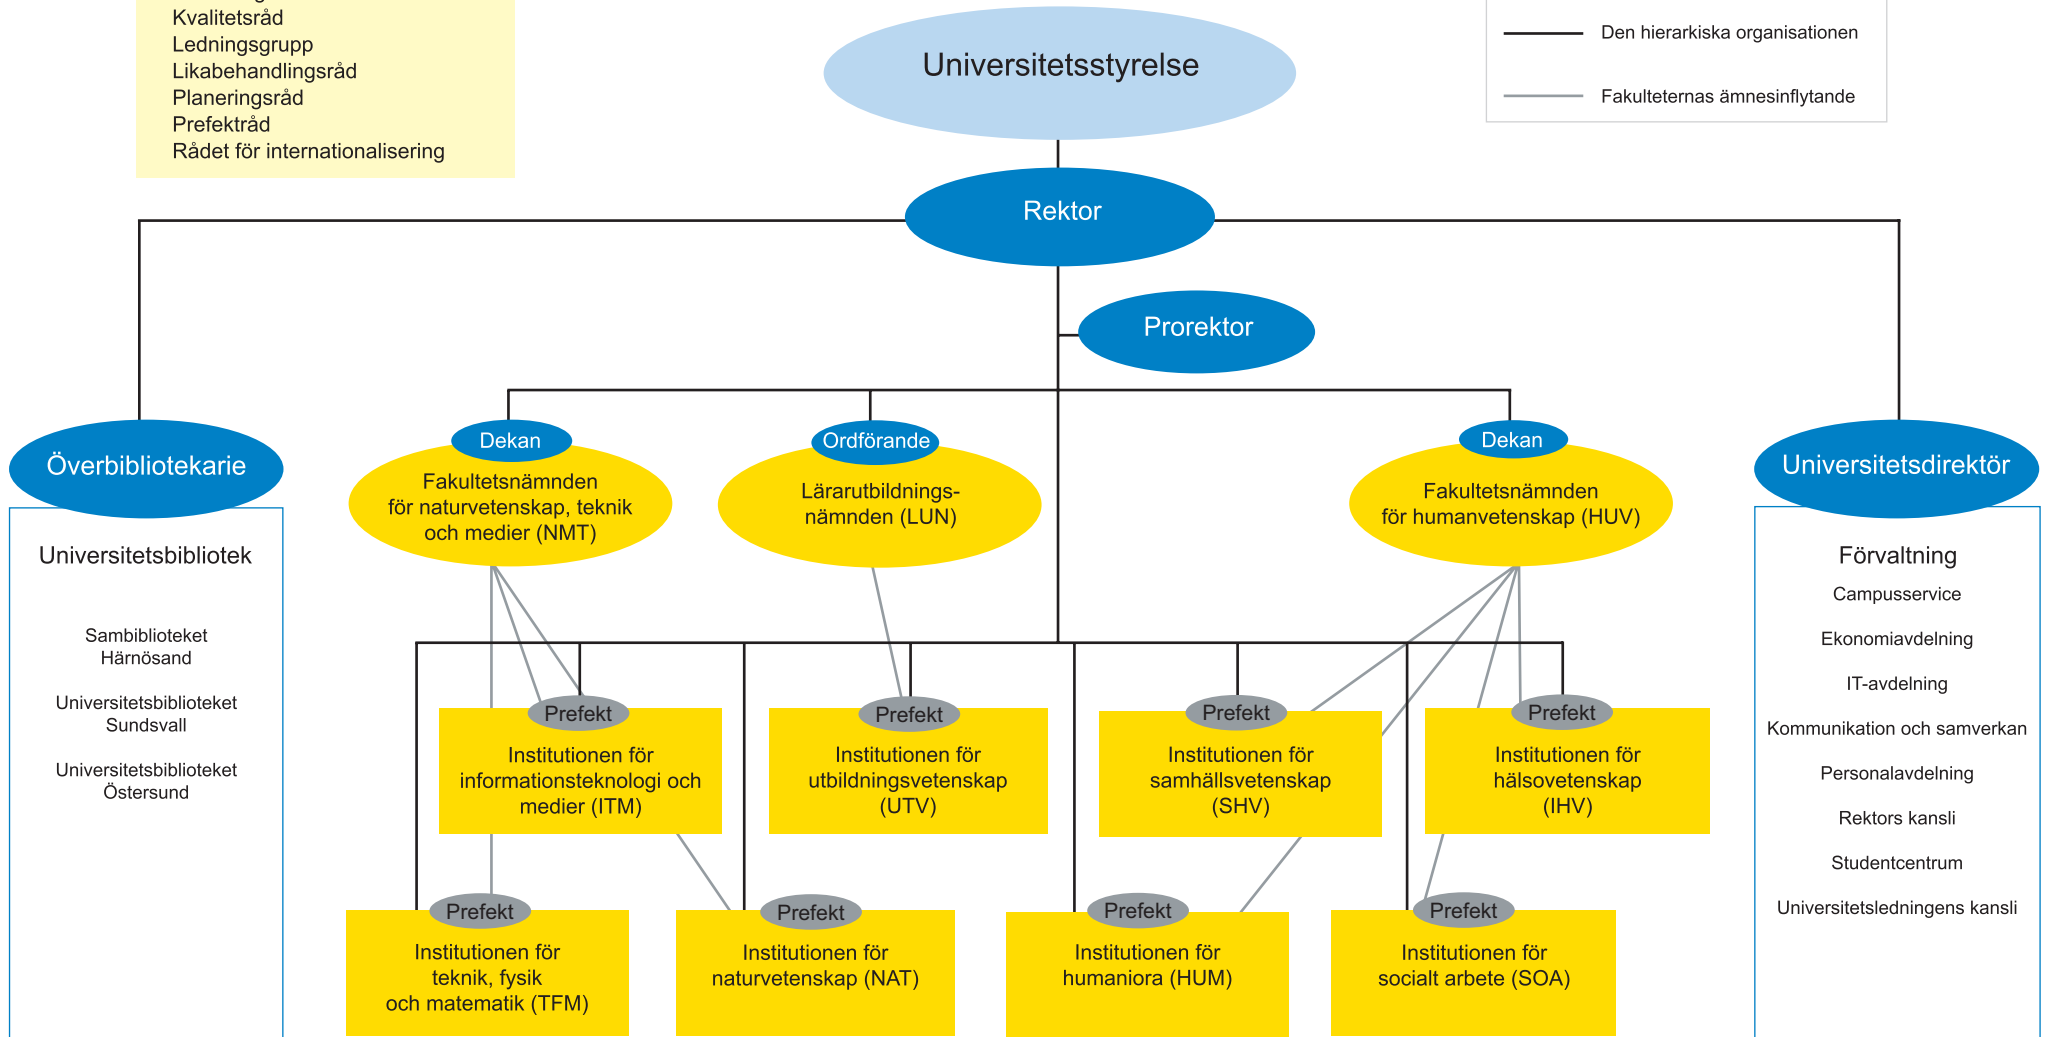 Kvalitetsråd
Ledningsgrupp
Likabehandlingsråd
Planeringsråd
Prefektråd
Rådet för internationalisering
Universitetsstyrelse
Den hierarkiska organisationen
Fakulteternas ämnesinflytande
Rektor
Prorektor
Överbibliotekarie
Universitetsbibliotek
Sambiblioteket
Härnösand
Universitetsbiblioteket
Sundsvall
Universitetsbiblioteket
Östersund
Dekan
Fakultetsnämnden
för naturvetenskap, teknik
och medier (NMT)
Ordförande
Lärarutbildnings-
nämnden (LUN)
Dekan
Fakultetsnämnden
för humanvetenskap (HUV)
Universitetsdirektör
Förvaltning
Campusservice
Ekonomiavdelning
IT-avdelning
Kommunikation och samverkan
Personalavdelning
Rektors kansli
Studentcentrum
Universitetsledningens kansli
Prefekt
Institutionen för
informationsteknologi och
medier (ITM)
Prefekt
Institutionen för
utbildningsvetenskap
(UTV)
Prefekt
Institutionen för
samhällsvetenskap
(SHV)
Prefekt
Institutionen för
hälsovetenskap
(IHV)
Prefekt
Institutionen för
teknik, fysik
och matematik (TFM)
Prefekt
Institutionen för
naturvetenskap (NAT)
Prefekt
Institutionen för
humaniora (HUM)
Prefekt
Institutionen för
socialt arbete (SOA)